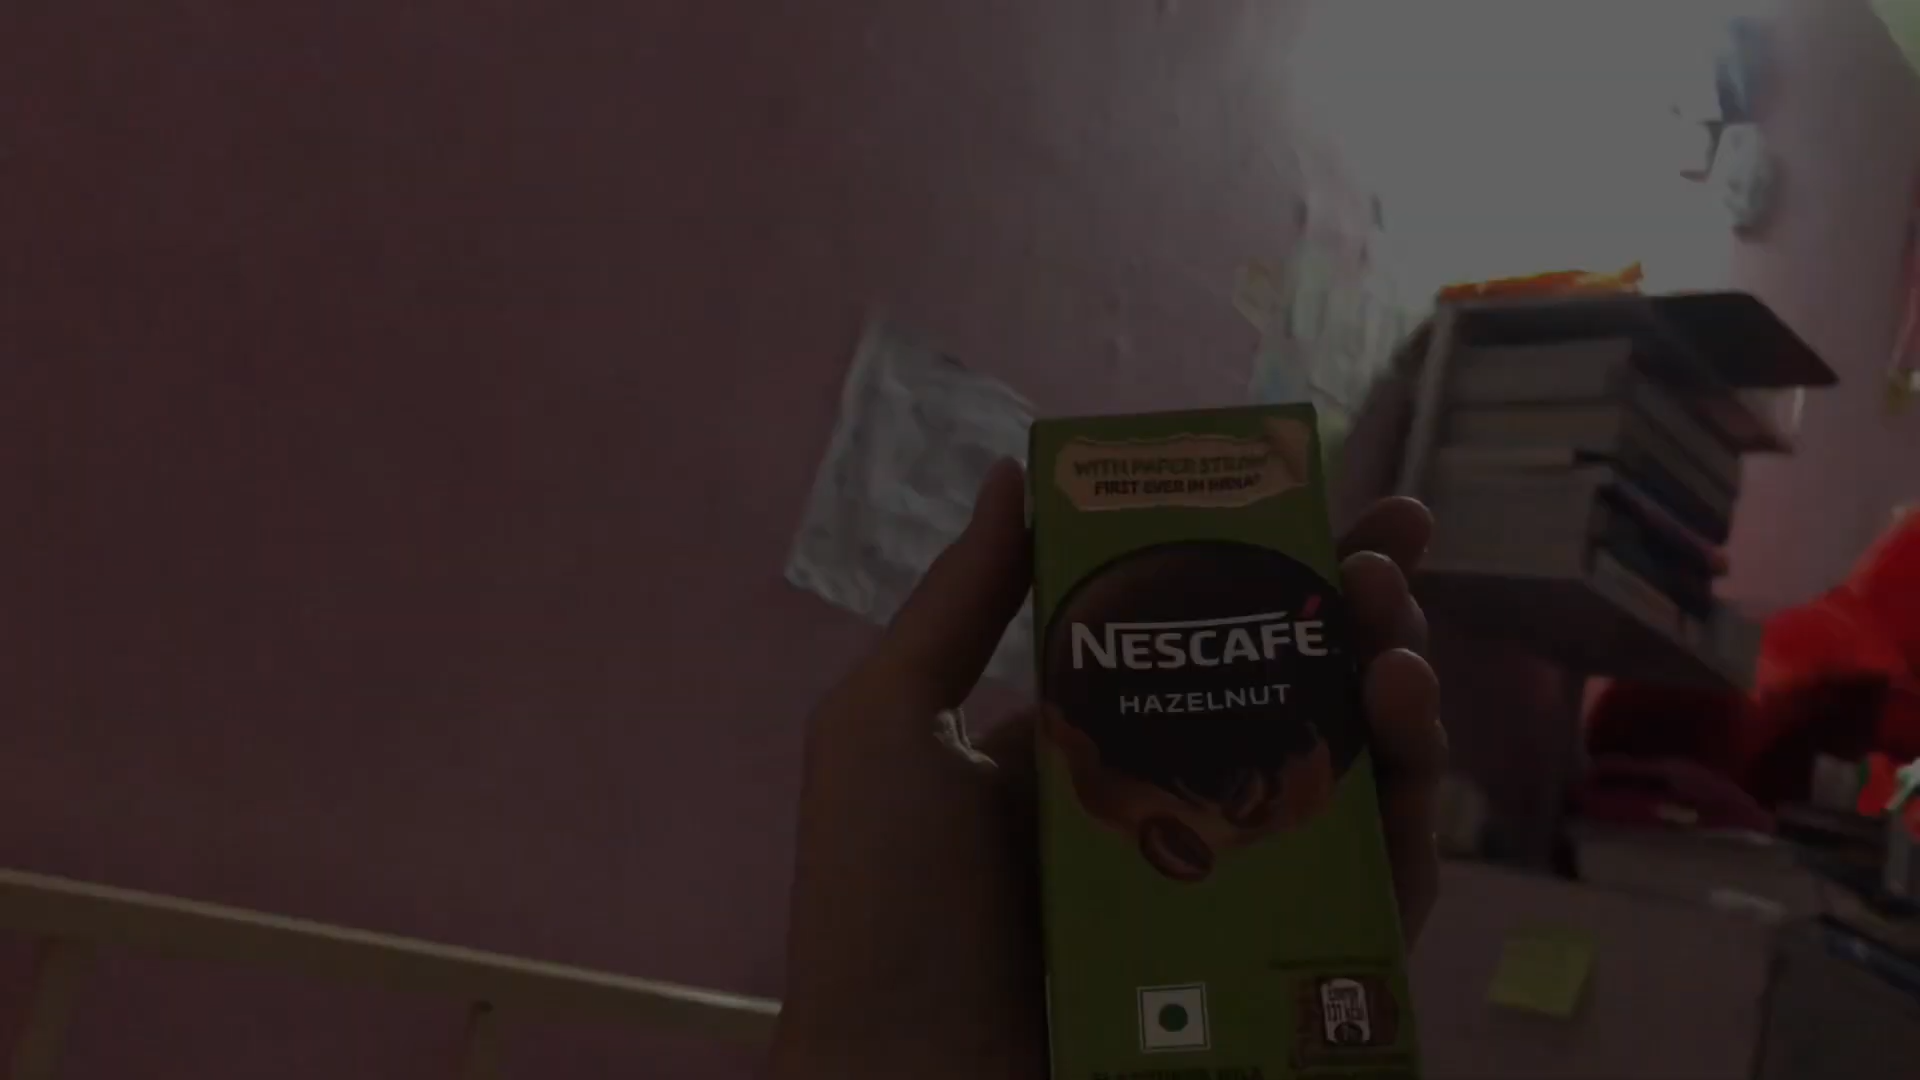 WITH PAPER STRAW
FIRST EVER IN INDIA*
NESCAFÉ
HAZELNUT